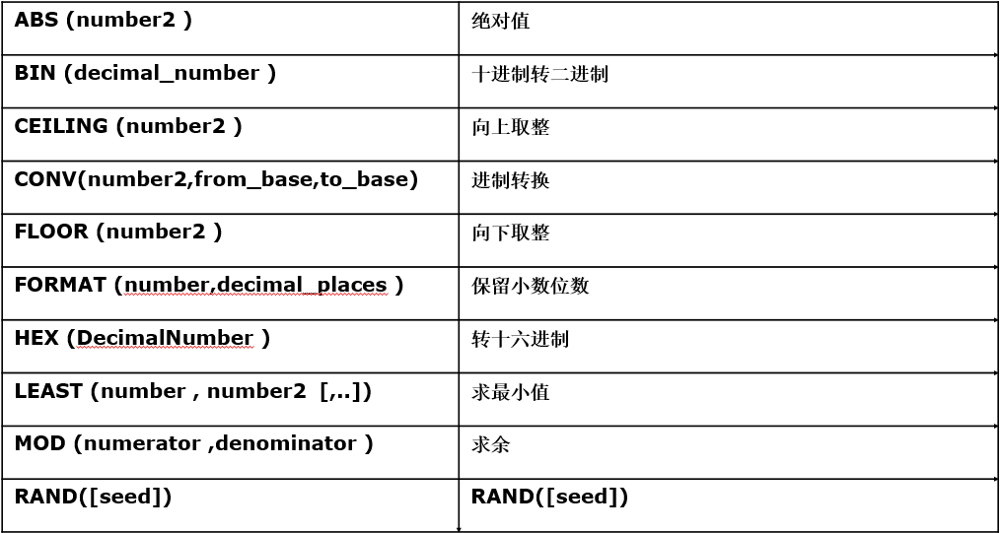 ABS (number2 ) 绝对值
BIN (decimal_number ) 十进制转二进制
CEILING (number2 ) 向上取整
CONV(number2,from_base,to_base) 进制转换
FLOOR (number2 ) 向下取整
FORMAT (number,decimal_places ) 保留小数位数
HEX (DecimalNumber ) 转十六进制
LEAST (number , number2 [,..]) 求最小值
MOD (numerator ,denominator ) 求余
RAND([seed]) RAND([seed])